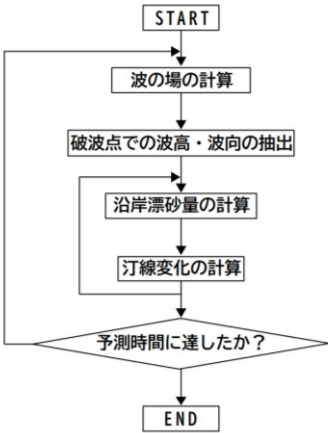 START
波の場の計算
破波点での波高・波向の抽出
沿岸漂砂量の計算
汀線変化の計算
予測時間に達したか？
END